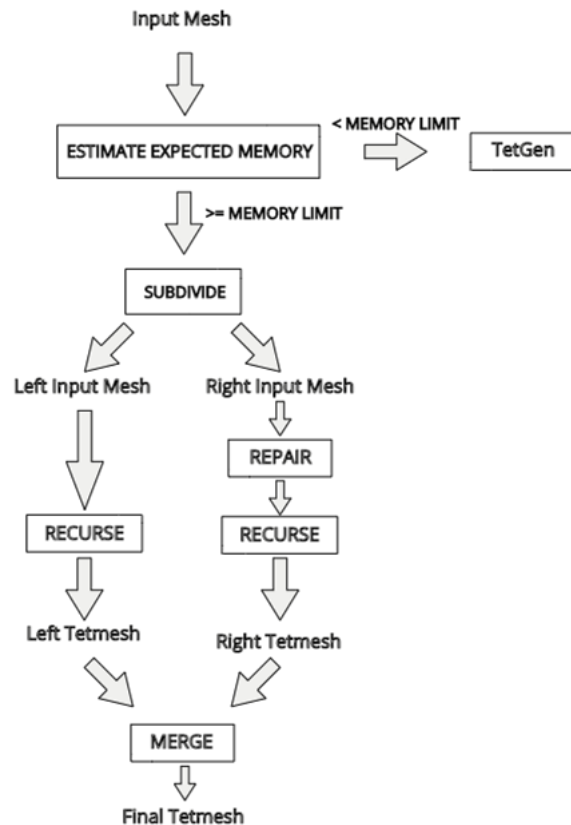 Input Mesh
< MEMORY LIMIT
ESTIMATE EXPECTED MEMORY
TetGen
>= MEMORY LIMIT
SUBDIVIDE
Left Input Mesh
Right Input Mesh
REPAIR
RECURSE
RECURSE
Left Tetmesh
Right Tetmesh
MERGE
Final Tetmesh